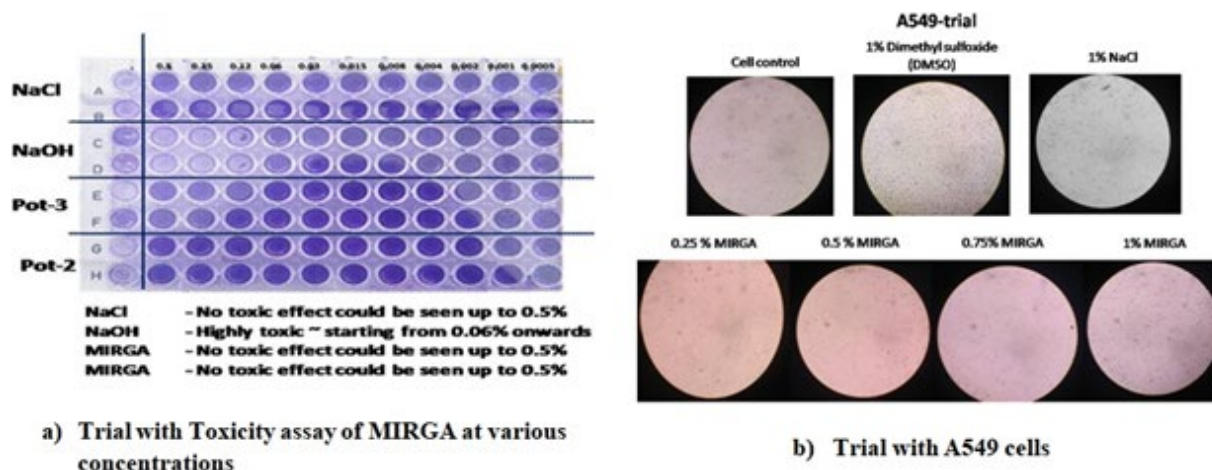 0.5 0.25 0.12 0.06 0.03 0.015 0.008 0.004 0.002 0.001 0.0005
NaCl
A
B
NaOH
C
D
Pot-3
E
F
Pot-2
G
H
NaCl - No toxic effect could be seen up to 0.5%
NaOH - Highly toxic ~ starting from 0.06% onwards
MIRGA - No toxic effect could be seen up to 0.5%
MIRGA - No toxic effect could be seen up to 0.5%
a) Trial with Toxicity assay of MIRGA at various
concentrations
A549-trial
Cell control
1% Dimethyl sulfoxide
(DMSO)
1% NaCl
0.25 % MIRGA 0.5 % MIRGA 0.75% MIRGA 1% MIRGA
b) Trial with A549 cells